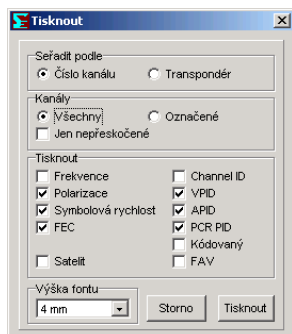 Tisknout
Seřadit podle
Číslo kanálu Transpondér
Kanály
Všechny Označené
Jen nepřeskočené
Tisknout
Frekvence Channel ID
Polarizace VPID
Symbolová rychlost APID
FEC PCR PID
Kódovaný
Satelit FAV
Výška fontu
4 mm Storno Tisknout